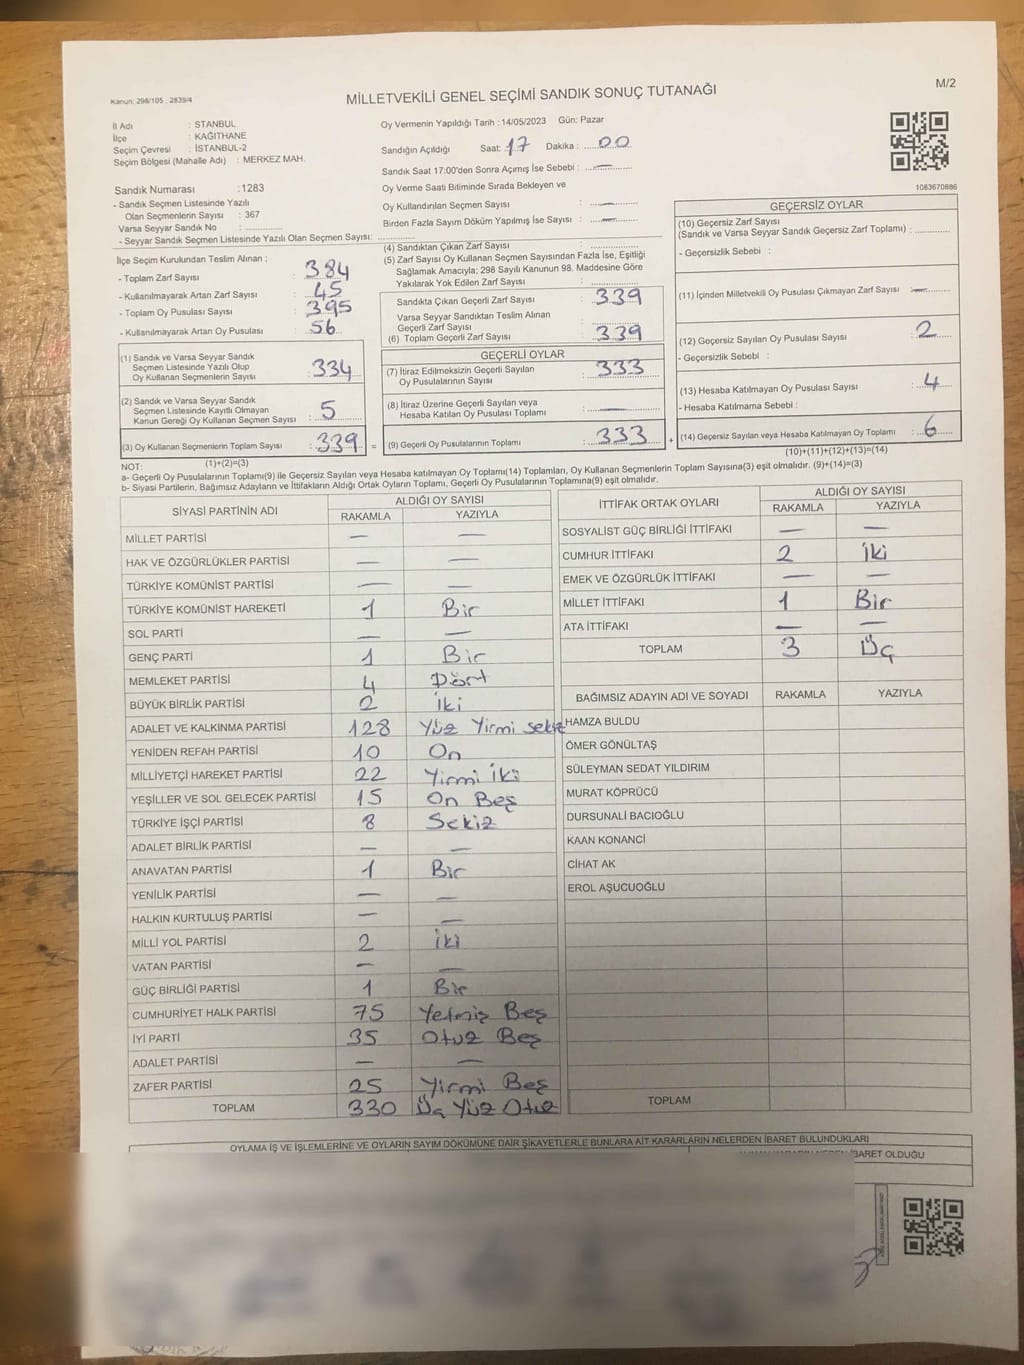 Kanun: 298/105 , 2839/4
MİLLETVEKİLİ GENEL SEÇİMİ SANDIK SONUÇ TUTANAĞI
M/2
İl Adı : STANBUL
İlçe : KAĞITHANE
Seçim Çevresi : İSTANBUL-2
Seçim Bölgesi (Mahalle Adı) : MERKEZ MAH.
Sandık Numarası :1283
- Sandık Seçmen Listesinde Yazılı
Olan Seçmenlerin Sayısı : 367
Varsa Seyyar Sandık No :
- Seyyar Sandık Seçmen Listesinde Yazılı Olan Seçmen Sayısı:
Oy Vermenin Yapıldığı Tarih : 14/05/2023 Gün: Pazar
Sandığın Açıldığı Saat: 17 Dakika : 00
Sandık Saat 17:00'den Sonra Açımış İse Sebebi : —
Oy Verme Saati Bitiminde Sırada Bekleyen ve
Oy Kullandırılan Seçmen Sayısı : —
Birden Fazla Sayım Döküm Yapılmış İse Sayısı : —
1083670886
İlçe Seçim Kurulundan Teslim Alınan ;
- Toplam Zarf Sayısı : 384
- Kullanılmayarak Artan Zarf Sayısı : 45
- Toplam Oy Pusulası Sayısı : 395
- Kullanılmayarak Artan Oy Pusulası : 56
(1) Sandık ve Varsa Seyyar Sandık
Seçmen Listesinde Yazılı Olup
Oy Kullanan Seçmenlerin Sayısı : 334
(2) Sandık ve Varsa Seyyar Sandık
Seçmen Listesinde Kayıtlı Olmayan
Kanun Gereği Oy Kullanan Seçmen Sayısı : 5
(3) Oy Kullanan Seçmenlerin Toplam Sayısı : 339 =
(1)+(2)=(3)
(4) Sandıktan Çıkan Zarf Sayısı :
(5) Zarf Sayısı Oy Kullanan Seçmen Sayısından Fazla İse, Eşitliği
Sağlamak Amacıyla; 298 Sayılı Kanunun 98. Maddesine Göre
Yakılarak Yok Edilen Zarf Sayısı :
Sandıkta Çıkan Geçerli Zarf Sayısı : 339
Varsa Seyyar Sandıktan Teslim Alınan
Geçerli Zarf Sayısı :
(6) Toplam Geçerli Zarf Sayısı : 339
GEÇERLİ OYLAR
(7) İtiraz Edilmeksizin Geçerli Sayılan
Oy Pusulalarının Sayısı : 333
(8) İtiraz Üzerine Geçerli Sayılan veya
Hesaba Katılan Oy Pusulası Toplamı : —
(9) Geçerli Oy Pusulalarının Toplamı : 333 +
GEÇERSİZ OYLAR
(10) Geçersiz Zarf Sayısı
(Sandık ve Varsa Seyyar Sandık Geçersiz Zarf Toplamı) :
- Geçersizlik Sebebi :
(11) İçinden Milletvekili Oy Pusulası Çıkmayan Zarf Sayısı : —
(12) Geçersiz Sayılan Oy Pusulası Sayısı : 2
- Geçersizlik Sebebi :
(13) Hesaba Katılmayan Oy Pusulası Sayısı : 4
- Hesaba Katılmama Sebebi :
(14) Geçersiz Sayılan veya Hesaba Katılmayan Oy Toplamı : 6
(10)+(11)+(12)+(13)=(14)
NOT:
a- Geçerli Oy Pusulalarının Toplamı(9) ile Geçersiz Sayılan veya Hesaba katılmayan Oy Toplamı(14) Toplamları, Oy Kullanan Seçmenlerin Toplam Sayısına(3) eşit olmalıdır. (9)+(14)=(3)
b- Siyasi Partilerin, Bağımsız Adayların ve İttifakların Aldığı Ortak Oyların Toplamı, Geçerli Oy Pusulalarının Toplamına(9) eşit olmalıdır.
SİYASİ PARTİNİN ADI ALDIĞI OY SAYISI
RAKAMLA YAZIYLA
MİLLET PARTİSİ — —
HAK VE ÖZGÜRLÜKLER PARTİSİ — —
TÜRKİYE KOMÜNİST PARTİSİ — —
TÜRKİYE KOMÜNİST HAREKETİ 1 Bir
SOL PARTİ — —
GENÇ PARTİ 1 Bir
MEMLEKET PARTİSİ 4 Dört
BÜYÜK BİRLİK PARTİSİ 2 İki
ADALET VE KALKINMA PARTİSİ 128 Yüz Yirmi sekiz
YENİDEN REFAH PARTİSİ 10 On
MİLLİYETÇİ HAREKET PARTİSİ 22 Yirmi İki
YEŞİLLER VE SOL GELECEK PARTİSİ 15 On Beş
TÜRKİYE İŞÇİ PARTİSİ 8 Sekiz
ADALET BİRLİK PARTİSİ — —
ANAVATAN PARTİSİ 1 Bir
YENİLİK PARTİSİ — —
HALKIN KURTULUŞ PARTİSİ — —
MİLLİ YOL PARTİSİ 2 iki
VATAN PARTİSİ — —
GÜÇ BİRLİĞİ PARTİSİ 1 Bir
CUMHURİYET HALK PARTİSİ 75 Yetmiş Beş
İYİ PARTİ 35 Otuz Beş
ADALET PARTİSİ — —
ZAFER PARTİSİ 25 Yirmi Beş
TOPLAM 330 Üç Yüz Otuz
İTTİFAK ORTAK OYLARI ALDIĞI OY SAYISI
RAKAMLA YAZIYLA
SOSYALİST GÜÇ BİRLİĞİ İTTİFAKI — —
CUMHUR İTTİFAKI 2 İki
EMEK VE ÖZGÜRLÜK İTTİFAKI — —
MİLLET İTTİFAKI 1 Bir
ATA İTTİFAKI — —
TOPLAM 3 Üç
BAĞIMSIZ ADAYIN ADI VE SOYADI RAKAMLA YAZIYLA
HAMZA BULDU
ÖMER GÖNÜLTAŞ
SÜLEYMAN SEDAT YILDIRIM
MURAT KÖPRÜCÜ
DURSUNALİ BACIOĞLU
KAAN KONANCİ
CİHAT AK
EROL AŞUCUOĞLU
TOPLAM
OYLAMA İŞ VE İŞLEMLERİNE VE OYLARIN SAYIM DÖKÜMÜNE DAİR ŞİKAYETLERLE BUNLARA AİT KARARLARIN NELERDEN İBARET BULUNDUKLARI
İBARET OLDUĞU